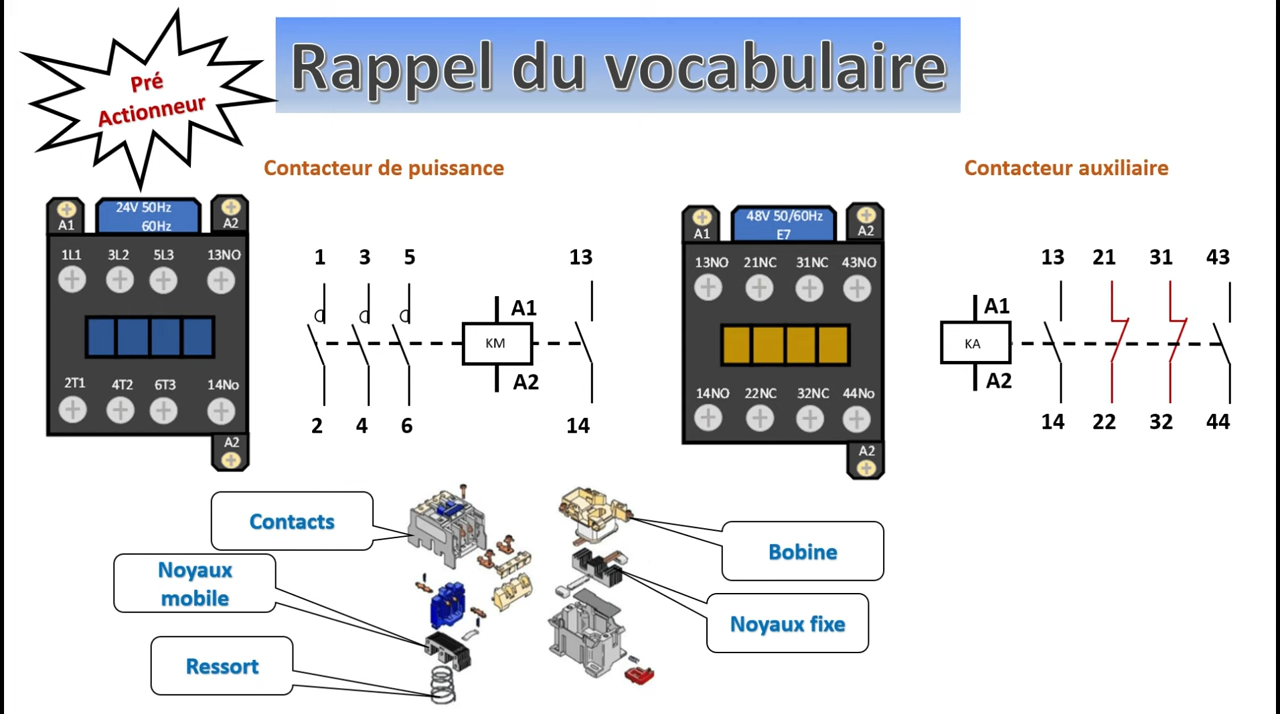 Pré
Actionneur
Rappel du vocabulaire
Contacteur de puissance
Contacteur auxiliaire
A1
24V 50Hz
60Hz
A2
1L1 3L2 5L3 13NO
2T1 4T2 6T3 14No
A2
1 3 5 13
A1
KM
A2
2 4 6 14
A1
48V 50/60Hz
E7
A2
13NO 21NC 31NC 43NO
14NO 22NC 32NC 44No
A2
13 21 31 43
A1
KA
A2
14 22 32 44
Contacts
Noyaux
mobile
Ressort
Bobine
Noyaux fixe